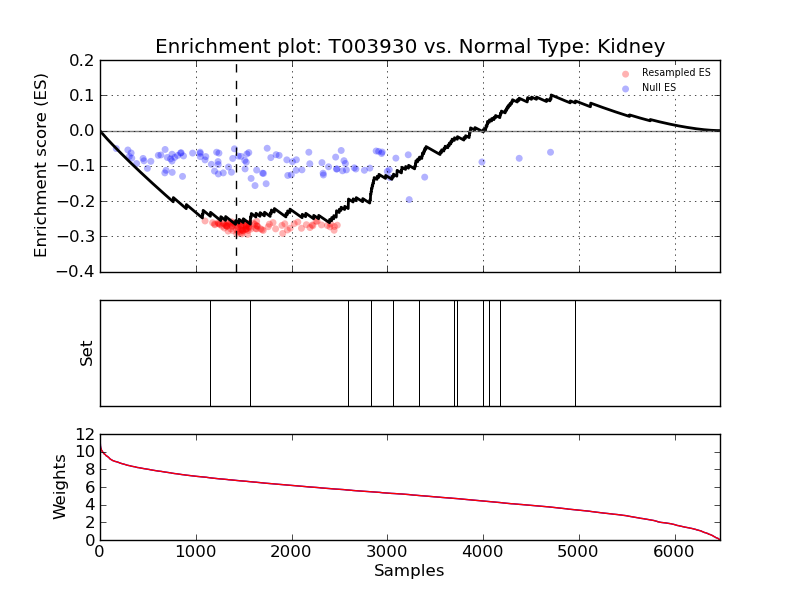 Enrichment plot: T003930 vs. Normal Type: Kidney
Enrichment score (ES)
0.2
0.1
0.0
−0.1
−0.2
−0.3
−0.4
Resampled ES
Null ES
Set
Weights
12
10
8
6
4
2
0
0 1000 2000 3000 4000 5000 6000
Samples